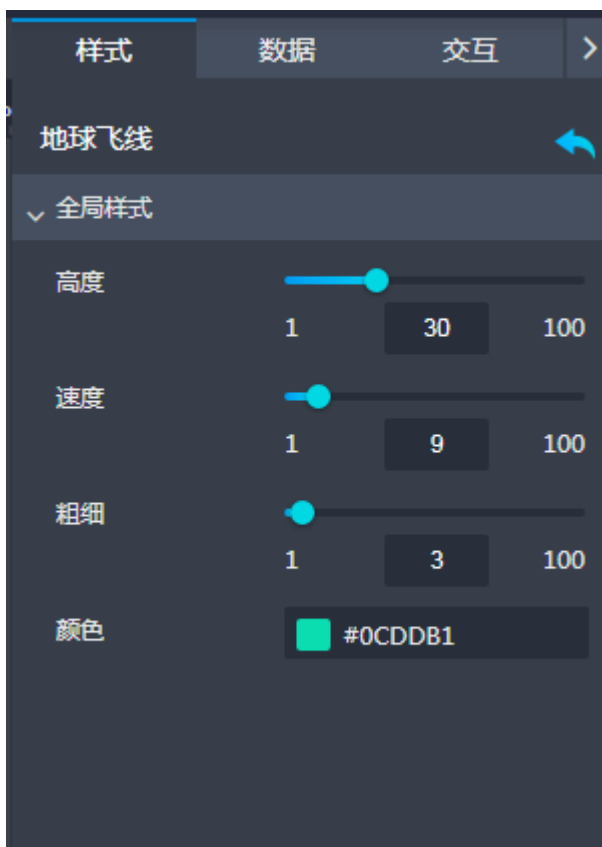 样式 数据 交互
地球飞线
全局样式
高度
1 30 100
速度
1 9 100
粗细
1 3 100
颜色 #0CDDB1